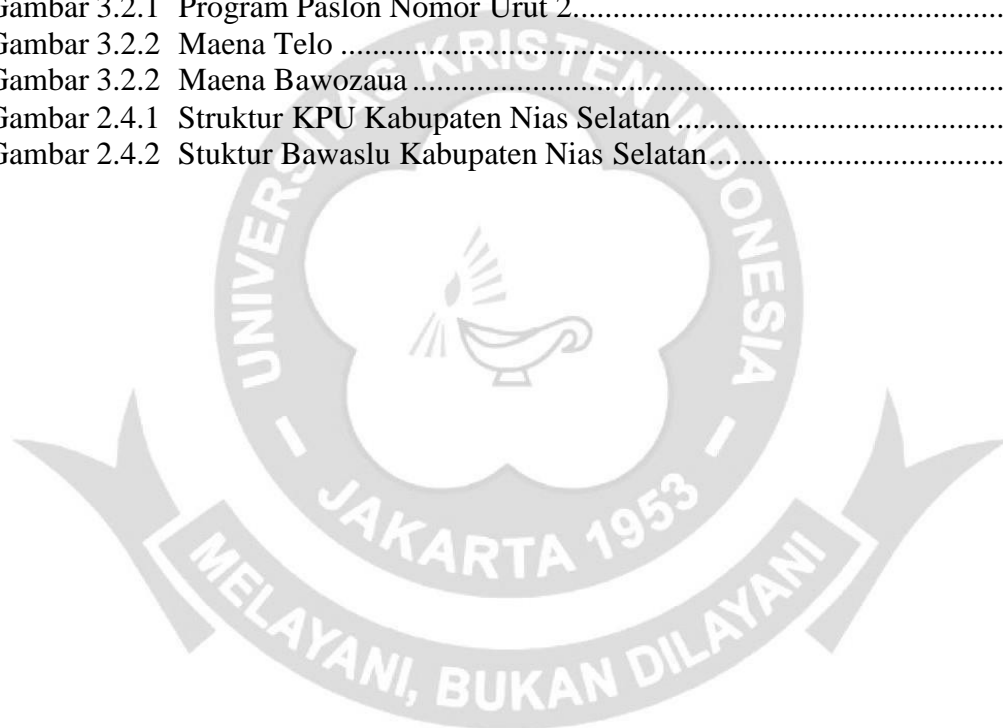 Gambar 3.2.1 Program Paslon Nomor Urut 2..........................................
Gambar 3.2.2 Maena Telo ......................................................................
Gambar 3.2.2 Maena Bawozaua .............................................................
Gambar 2.4.1 Struktur KPU Kabupaten Nias Selatan..............................
Gambar 2.4.2 Stuktur Bawaslu Kabupaten Nias Selatan..........................
UNIVERSITAS KRISTEN INDONESIA
- JAKARTA 1953 -
MELAYANI, BUKAN DILAYANI